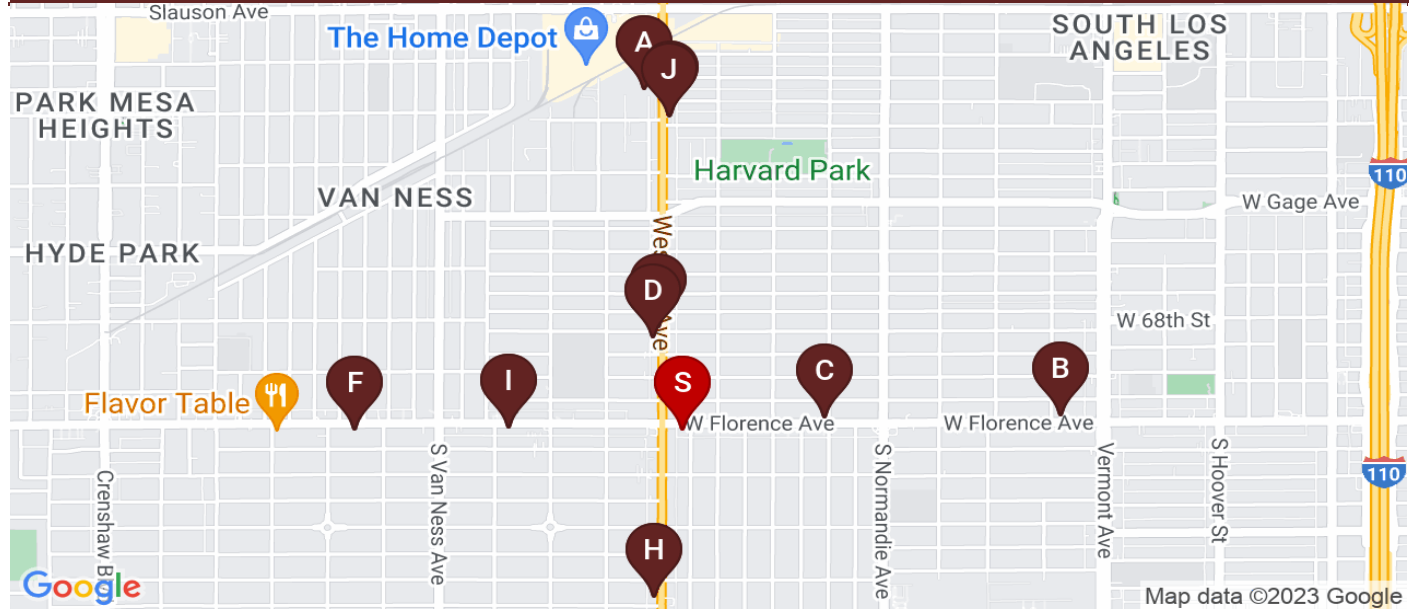 Slauson Ave
The Home Depot
A
J
SOUTH LOS
ANGELES
PARK MESA
HEIGHTS
Harvard Park
110
VAN NESS
W Gage Ave
HYDE PARK
Western Ave
D
W 68th St
F
I
S
C
B
Flavor Table
W Florence Ave
W Florence Ave
S Van Ness Ave
S Normandie Ave
Vermont Ave
S Hoover St
Crenshaw B
110
H
Google
Map data ©2023 Google